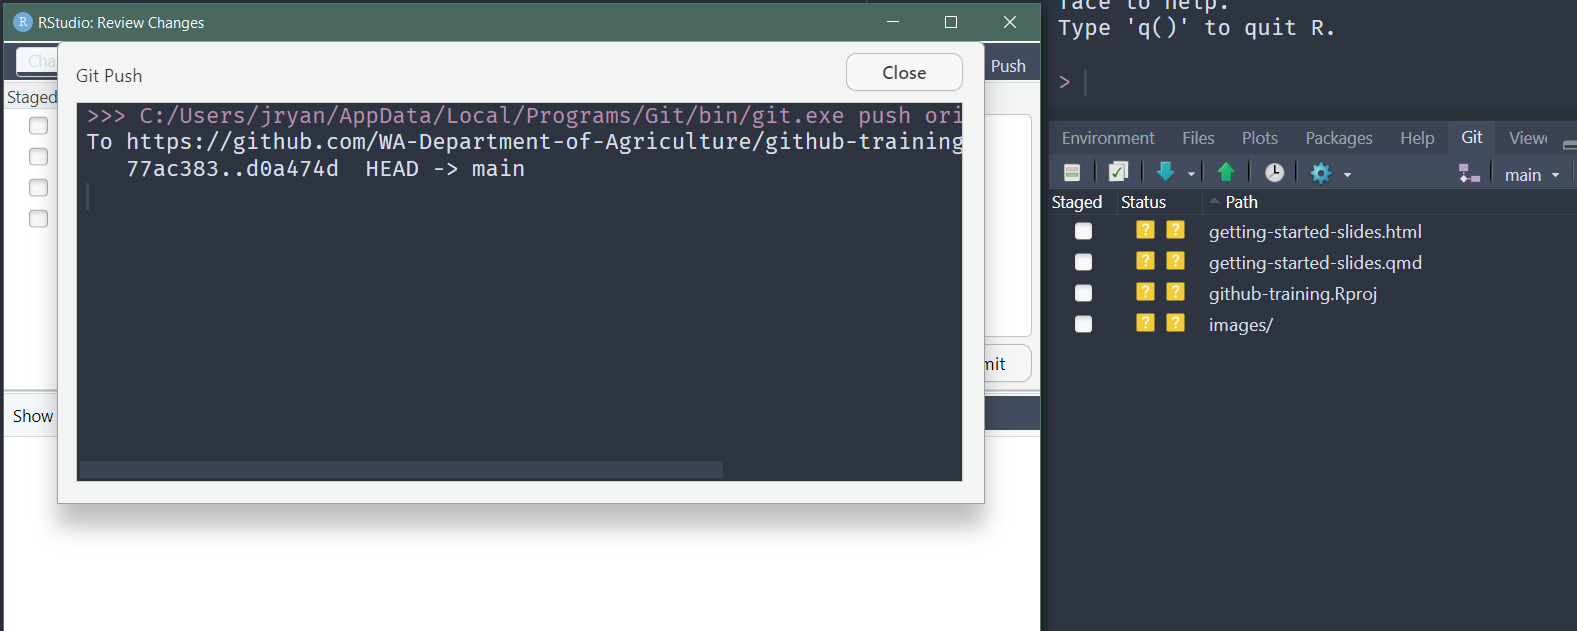 RStudio: Review Changes
Cha
Push
Staged
Git Push
Close
>>> C:/Users/jryan/AppData/Local/Programs/Git/bin/git.exe push ori
To https://github.com/WA-Department-of-Agriculture/github-training
77ac383..d0a474d HEAD -> main
mit
Show
face to help.
Type 'q()' to quit R.
>
Environment Files Plots Packages Help Git Viewe
main
Staged Status Path
? ? getting-started-slides.html
? ? getting-started-slides.qmd
? ? github-training.Rproj
? ? images/